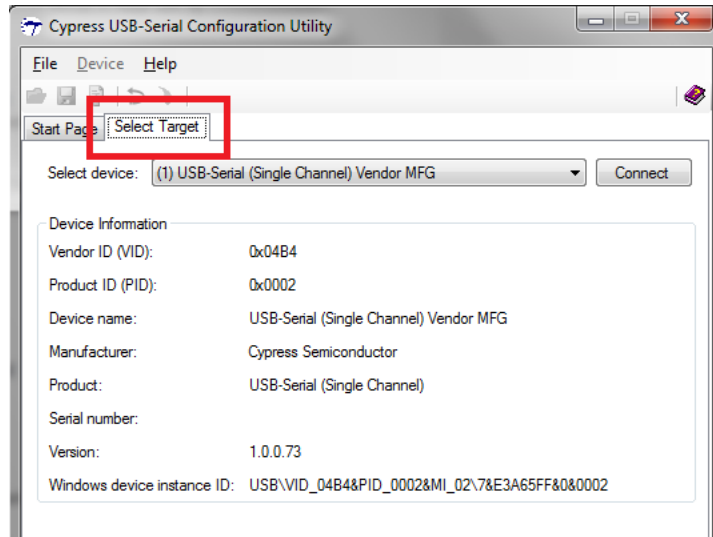 Cypress USB-Serial Configuration Utility
File Device Help
Start Page Select Target
Select device: (1) USB-Serial (Single Channel) Vendor MFG Connect
Device Information
Vendor ID (VID): 0x04B4
Product ID (PID): 0x0002
Device name: USB-Serial (Single Channel) Vendor MFG
Manufacturer: Cypress Semiconductor
Product: USB-Serial (Single Channel)
Serial number:
Version: 1.0.0.73
Windows device instance ID: USB\VID_04B4&PID_0002&MI_02\7&E3A65FF&0&0002